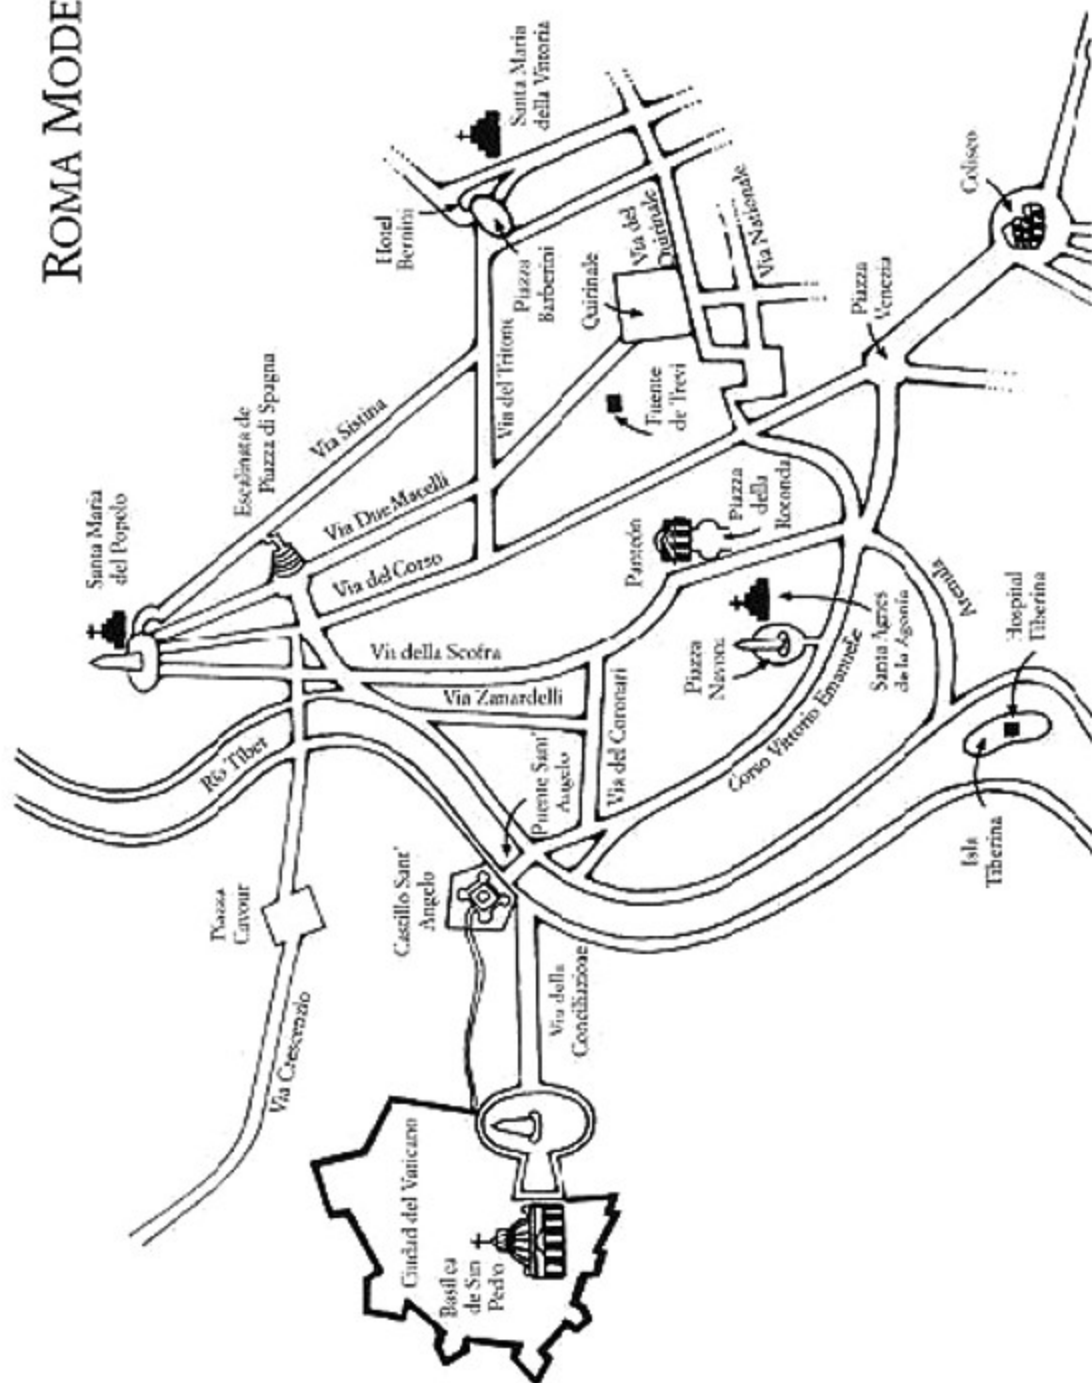 ROMA MODE
Santa Maria
del Popolo
Escalinata de
Piazza di Spagna
Via Sistina
Hotel
Bernini
Santa Maria
della Vittoria
Piazza
Barberini
Via del Tritone
Quirinale
Via del
Quirinale
Via Nationale
Fuente
de Trevi
Via Due Macelli
Via del Corso
Piazza
Venezia
Coliseo
Panteón
Piazza
della
Rotonda
Via della Scofra
Via Zanardelli
Via dei Coronari
Piazza
Navona
Santa Agnes
de la Agonía
Corso Vittorio Emanuele
Arenula
Hospital
Tiberina
Isla
Tiberina
Río Tíber
Puente Sant'
Angelo
Castillo Sant'
Angelo
Piazza
Cavour
Via Crescenzio
Via della
Conciliazione
Ciudad del Vaticano
Basílica
de San
Pedro